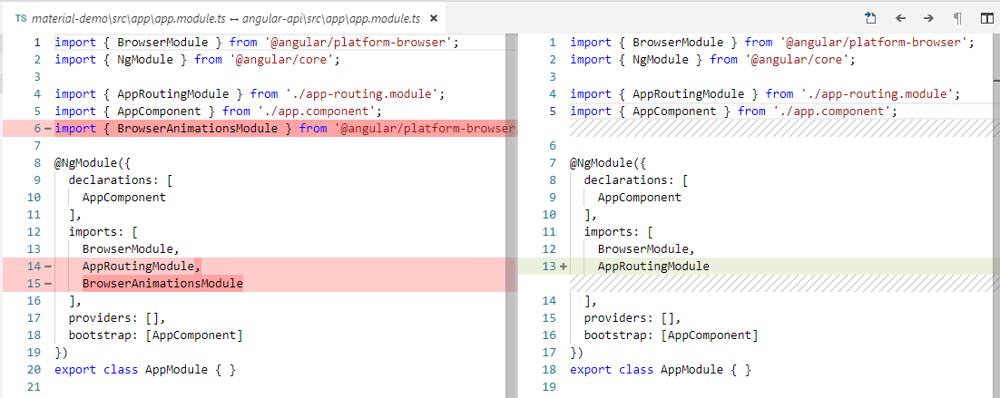 TS material-demo\src\app\app.module.ts ↔ angular-api\src\app\app.module.ts ×
1 import { BrowserModule } from '@angular/platform-browser';
2 import { NgModule } from '@angular/core';
3
4 import { AppRoutingModule } from './app-routing.module';
5 import { AppComponent } from './app.component';
6 − import { BrowserAnimationsModule } from '@angular/platform-browser
7
8 @NgModule({
9 declarations: [
10 AppComponent
11 ],
12 imports: [
13 BrowserModule,
14 − AppRoutingModule,
15 − BrowserAnimationsModule
16 ],
17 providers: [],
18 bootstrap: [AppComponent]
19 })
20 export class AppModule { }
21
1 import { BrowserModule } from '@angular/platform-browser';
2 import { NgModule } from '@angular/core';
3
4 import { AppRoutingModule } from './app-routing.module';
5 import { AppComponent } from './app.component';
6
7 @NgModule({
8 declarations: [
9 AppComponent
10 ],
11 imports: [
12 BrowserModule,
13 + AppRoutingModule
14 ],
15 providers: [],
16 bootstrap: [AppComponent]
17 })
18 export class AppModule { }
19